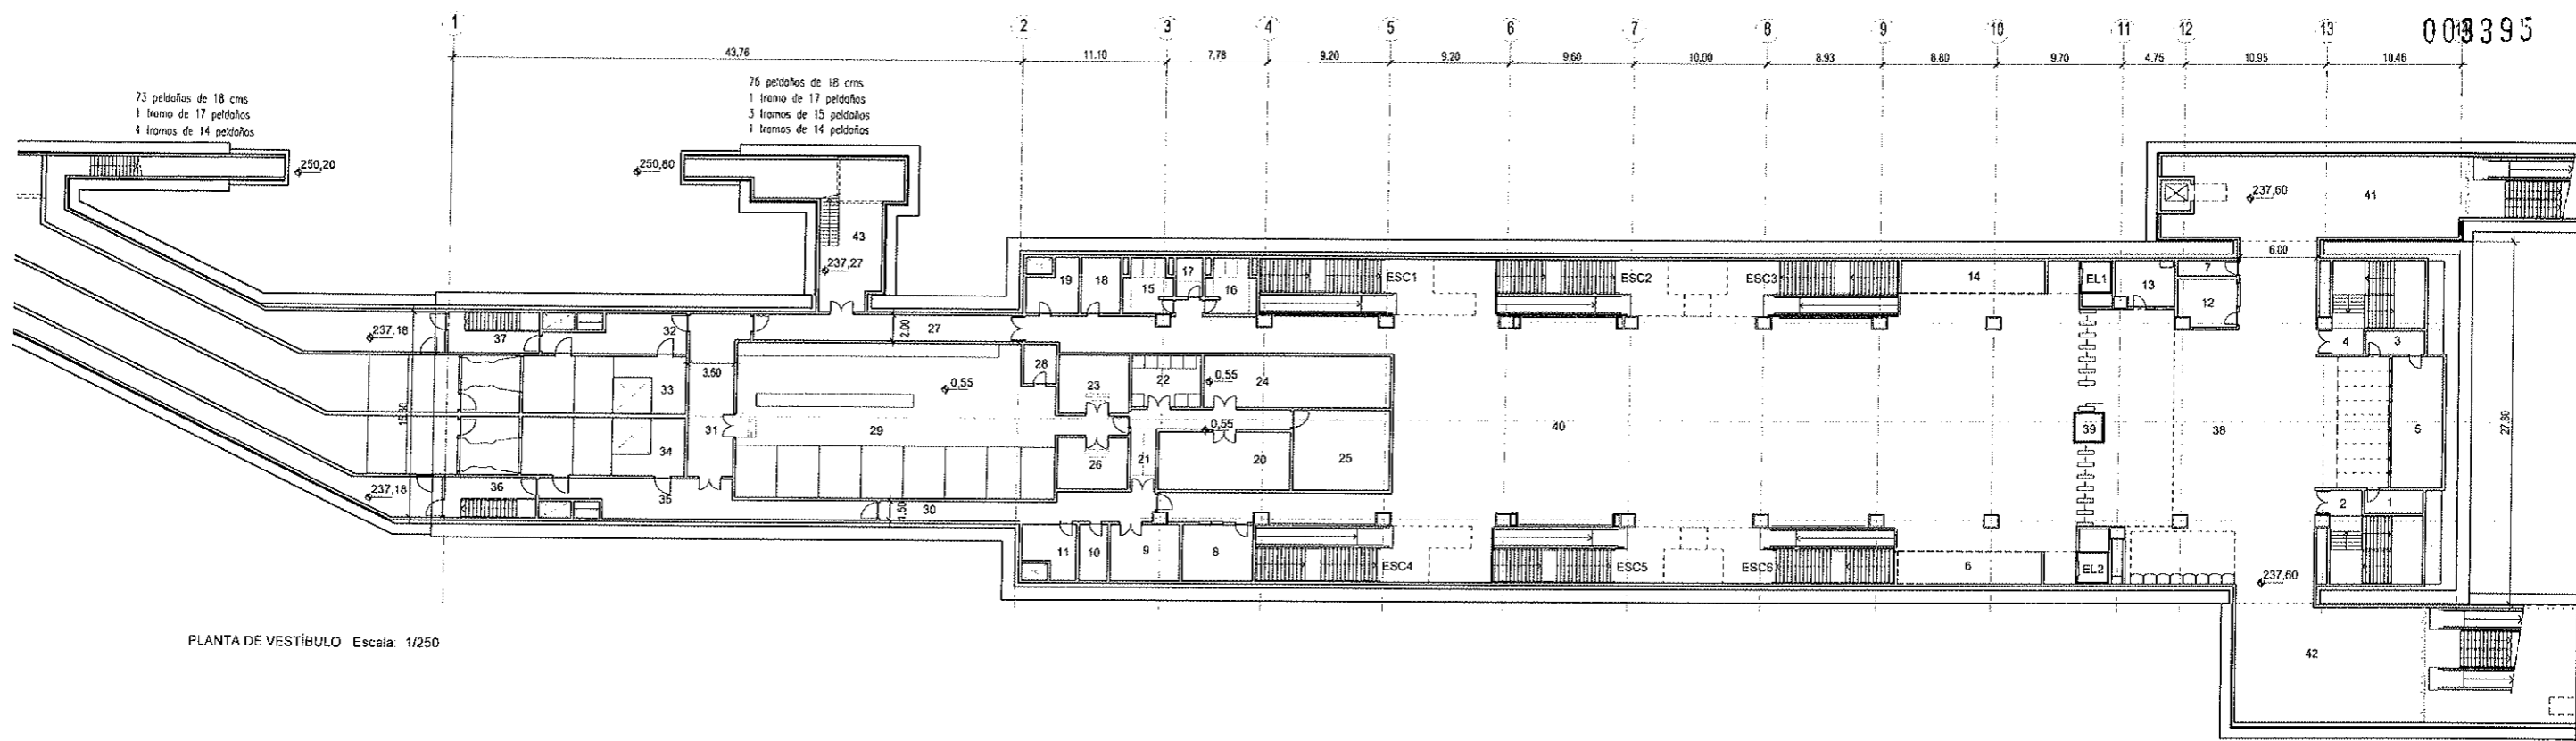 1 2 3 4 5 6 7 8 9 10 11 12 13
003395
43,76 11.10 7,78 9.20 9.20 9.60 10.00 8,93 8.80 9.70 4.75 10.95 10.46
73 peldaños de 18 cms
1 tramo de 17 peldaños
4 tramos de 14 peldaños
76 peldaños de 18 cms
1 tramo de 17 peldaños
3 tramos de 15 peldaños
1 tramos de 14 peldaños
250,20
250,80
237,60
41
43
237,27
6.00
19 18 15 17 16
ESC1
ESC2
ESC3
14
EL1
13
7
12
237,18
37
32
2.00
27
4
3
3.60
33
28
23
22
0,55
24
0,55
31
29
0,55
40
39
38
5
27.80
34
26
21
20
25
237,18
36
35
1.50
30
2
1
11 10 9 8
ESC4
ESC5
ESC6
6
EL2
237,60
42
PLANTA DE VESTÍBULO Escala: 1/250